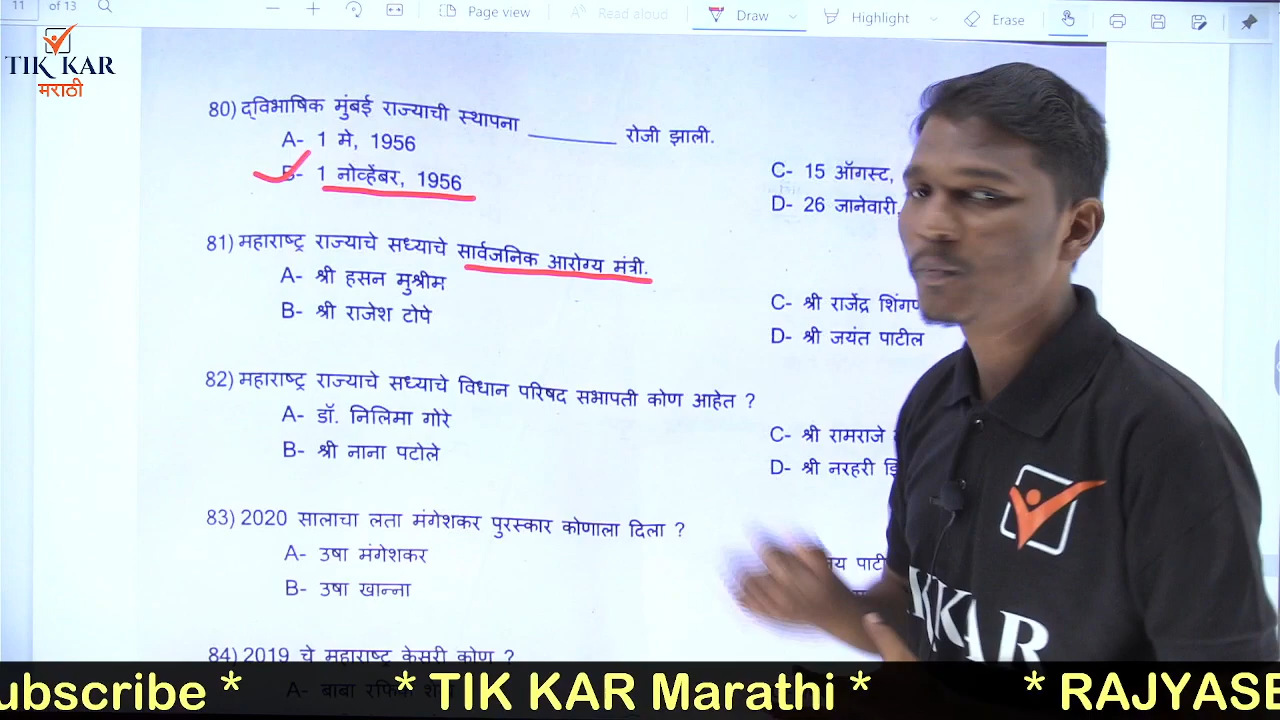 11 of 13
Page view
Read aloud
Draw
Highlight
Erase
TIK KAR
मराठी
80) द्विभाषिक मुंबई राज्याची स्थापना ________ रोजी झाली.
A- 1 मे, 1956
B- 1 नोव्हेंबर, 1956
C- 15 ऑगस्ट,
D- 26 जानेवारी,
81) महाराष्ट्र राज्याचे सध्याचे सार्वजनिक आरोग्य मंत्री.
A- श्री हसन मुश्रीम
B- श्री राजेश टोपे
C- श्री राजेंद्र
D- श्री जयंत पाटील
82) महाराष्ट्र राज्याचे सध्याचे विधान परिषद सभापती कोण आहेत ?
A- डॉ. निलिमा गोरे
B- श्री नाना पटोले
C- श्री रामराजे
D- श्री नरहरी
83) 2020 सालाचा लता मंगेशकर पुरस्कार कोणाला दिला ?
A- उषा मंगेशकर
B- उषा खान्ना
84) 2019 चे महाराष्ट्र केसरी कोण ?
A- बाबा
KAR
ubscribe * * TIK KAR Marathi * * RAJYASE